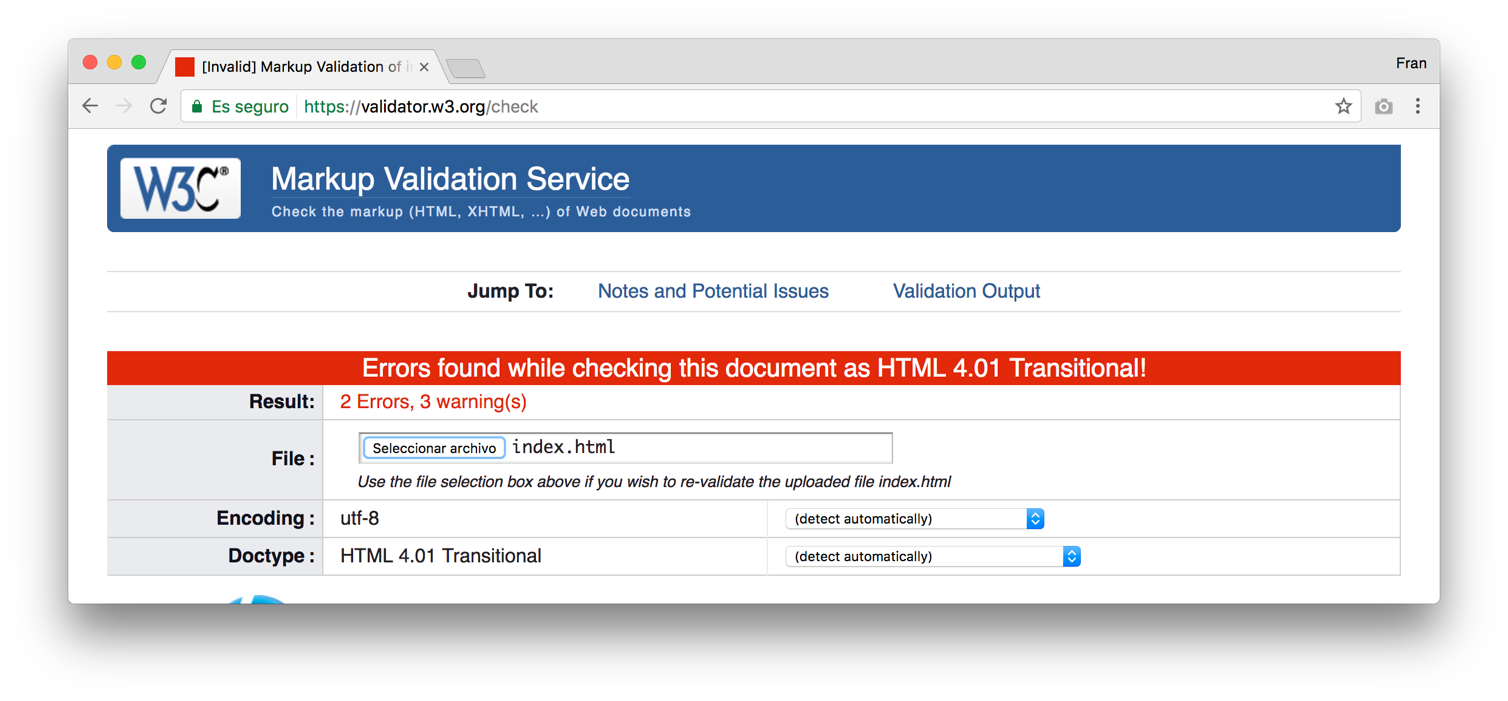 [Invalid] Markup Validation of i
Fran
Es seguro https://validator.w3.org/check
W3C® Markup Validation Service
Check the markup (HTML, XHTML, ...) of Web documents
Jump To: Notes and Potential Issues Validation Output
Errors found while checking this document as HTML 4.01 Transitional!
Result: 2 Errors, 3 warning(s)
File : Seleccionar archivo index.html
Use the file selection box above if you wish to re-validate the uploaded file index.html
Encoding : utf-8 (detect automatically)
Doctype : HTML 4.01 Transitional (detect automatically)